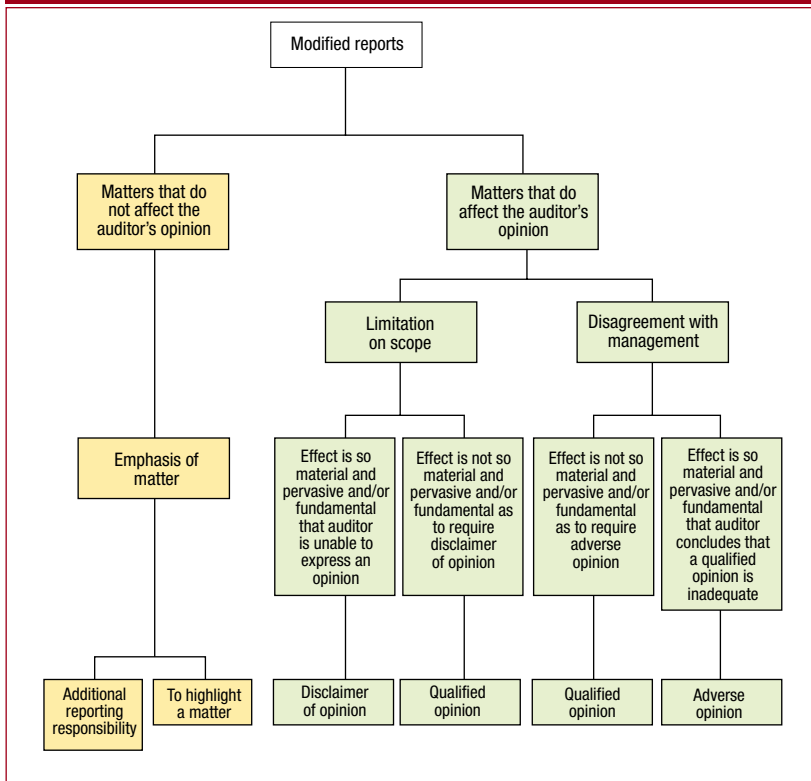 Modified reports
Matters that do
not affect the
auditor's opinion
Matters that do
affect the auditor's
opinion
Limitation
on scope
Disagreement with
management
Emphasis of
matter
Effect is so
material and
pervasive and/or
fundamental
that auditor
is unable to
express an
opinion
Effect is not so
material and
pervasive and/or
fundamental as
to require
disclaimer
of opinion
Effect is not so
material and
pervasive and/or
fundamental
as to require
adverse
opinion
Effect is so
material and
pervasive and/or
fundamental
that auditor
concludes that
a qualified
opinion is
inadequate
Additional
reporting
responsibility
To highlight
a matter
Disclaimer
of opinion
Qualified
opinion
Qualified
opinion
Adverse
opinion